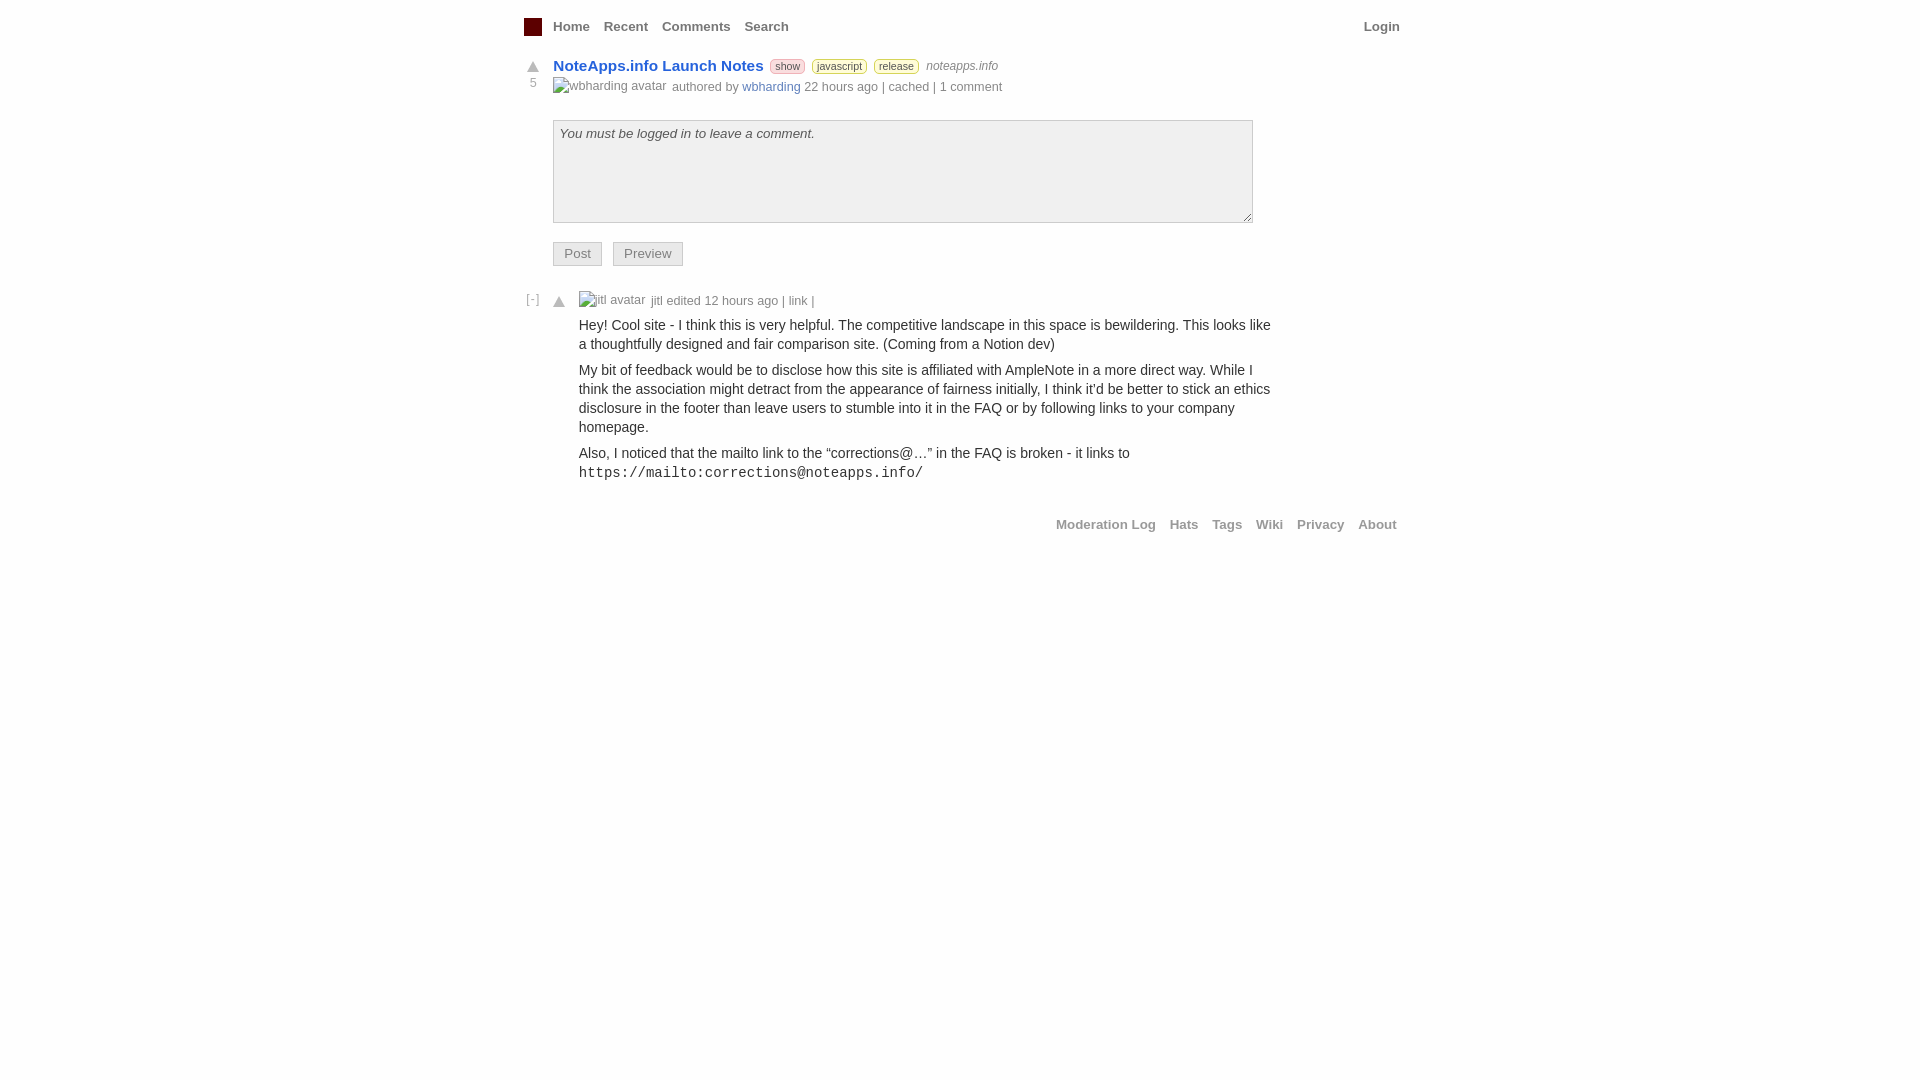 Home Recent Comments Search Login
NoteApps.info Launch Notes show javascript release noteapps.info
5
wbharding avatar authored by wbharding 22 hours ago | cached | 1 comment
You must be logged in to leave a comment.
Post Preview
[-] jitl avatar jitl edited 12 hours ago | link |
Hey! Cool site - I think this is very helpful. The competitive landscape in this space is bewildering. This looks like
a thoughtfully designed and fair comparison site. (Coming from a Notion dev)
My bit of feedback would be to disclose how this site is affiliated with AmpleNote in a more direct way. While I
think the association might detract from the appearance of fairness initially, I think it’d be better to stick an ethics
disclosure in the footer than leave users to stumble into it in the FAQ or by following links to your company
homepage.
Also, I noticed that the mailto link to the “corrections@…” in the FAQ is broken - it links to
https://mailto:corrections@noteapps.info/
Moderation Log Hats Tags Wiki Privacy About